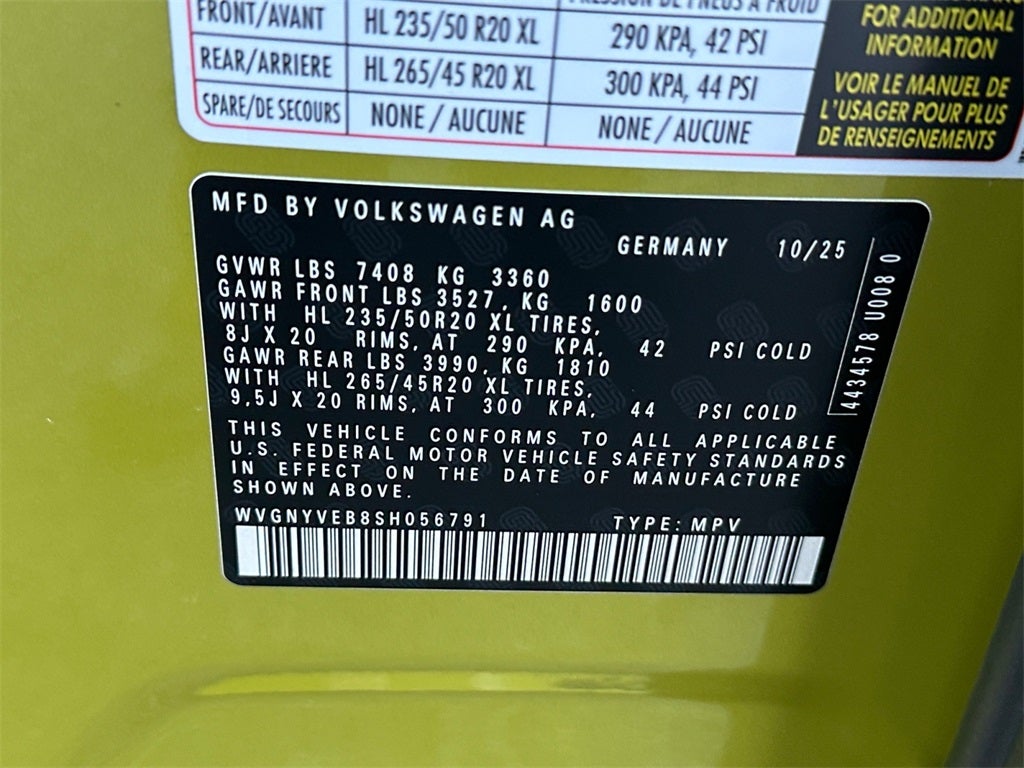 FRONT/AVANT HL 235/50 R20 XL 290 KPA, 42 PSI
REAR/ARRIERE HL 265/45 R20 XL 300 KPA, 44 PSI
SPARE/DE SECOURS NONE / AUCUNE NONE / AUCUNE
FOR ADDITIONAL
INFORMATION
VOIR LE MANUEL DE
L'USAGER POUR PLUS
DE RENSEIGNEMENTS
MFD BY VOLKSWAGEN AG
GERMANY 10/25
GVWR LBS 7408 KG 3360
GAWR FRONT LBS 3527, KG 1600
WITH HL 235/50R20 XL TIRES,
8J X 20 RIMS, AT 290 KPA, 42 PSI COLD
GAWR REAR LBS 3990, KG 1810
WITH HL 265/45R20 XL TIRES,
9,5J X 20 RIMS, AT 300 KPA, 44 PSI COLD
THIS VEHICLE CONFORMS TO ALL APPLICABLE
U.S. FEDERAL MOTOR VEHICLE SAFETY STANDARDS
IN EFFECT ON THE DATE OF MANUFACTURE
SHOWN ABOVE.
WVGNYVEB8SH056791 TYPE: MPV
4434578 U008 0